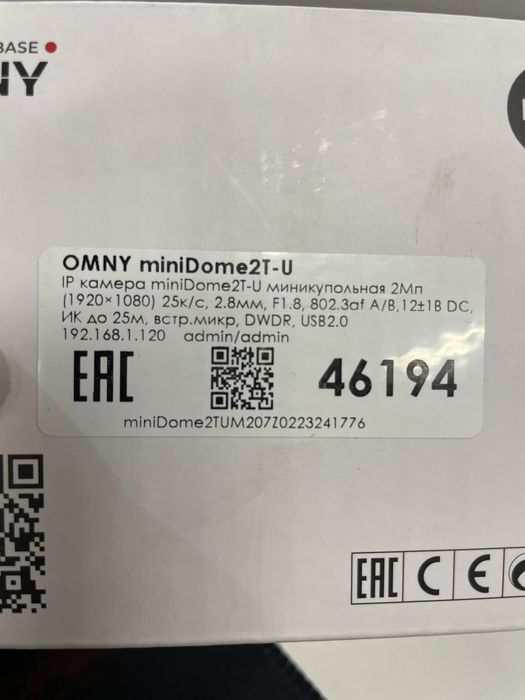 BASE
NY
OMNY miniDome2T-U
IP камера miniDome2T-U миникупольная 2Мп
(1920×1080) 25к/с, 2.8мм, F1.8, 802.3af A/B,12±1В DC,
ИК до 25м, встр.микр, DWDR, USB2.0
192.168.1.120 admin/admin
EAC 46194
miniDome2TUM207Z0223241776
EAC CE